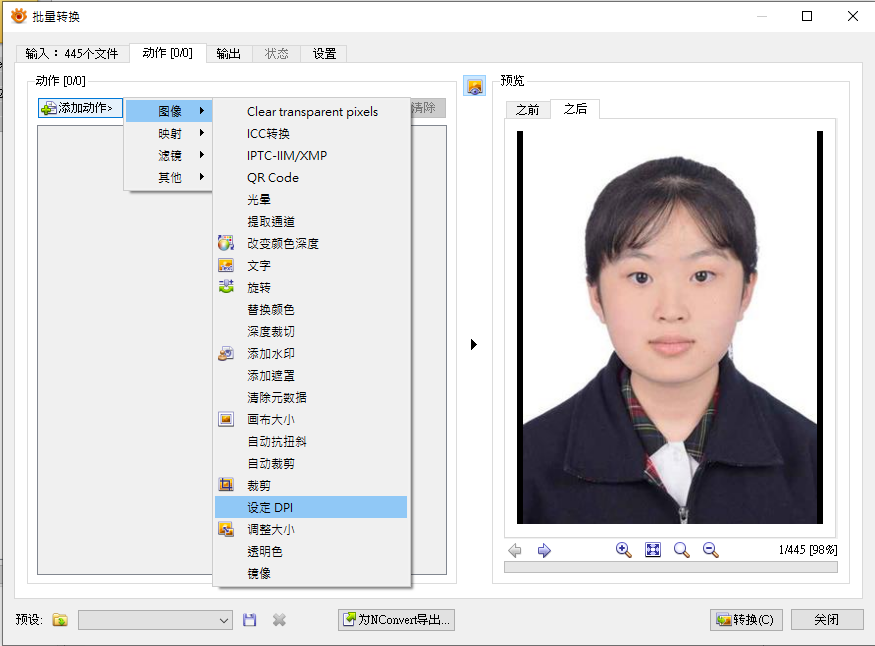 批量转换
输入：445个文件
动作 [0/0]
输出
状态
设置
动作 [0/0]
添加动作>
清除
图像
映射
滤镜
其他
Clear transparent pixels
ICC转换
IPTC-IIM/XMP
QR Code
光晕
提取通道
改变颜色深度
文字
旋转
替换颜色
深度裁切
添加水印
添加遮置
清除元数据
画布大小
自动抗扭斜
自动裁剪
裁剪
设定 DPI
调整大小
透明色
镜像
预览
之前
之后
1/445 [98%]
预设:
为NConvert导出...
转换(C)
关闭